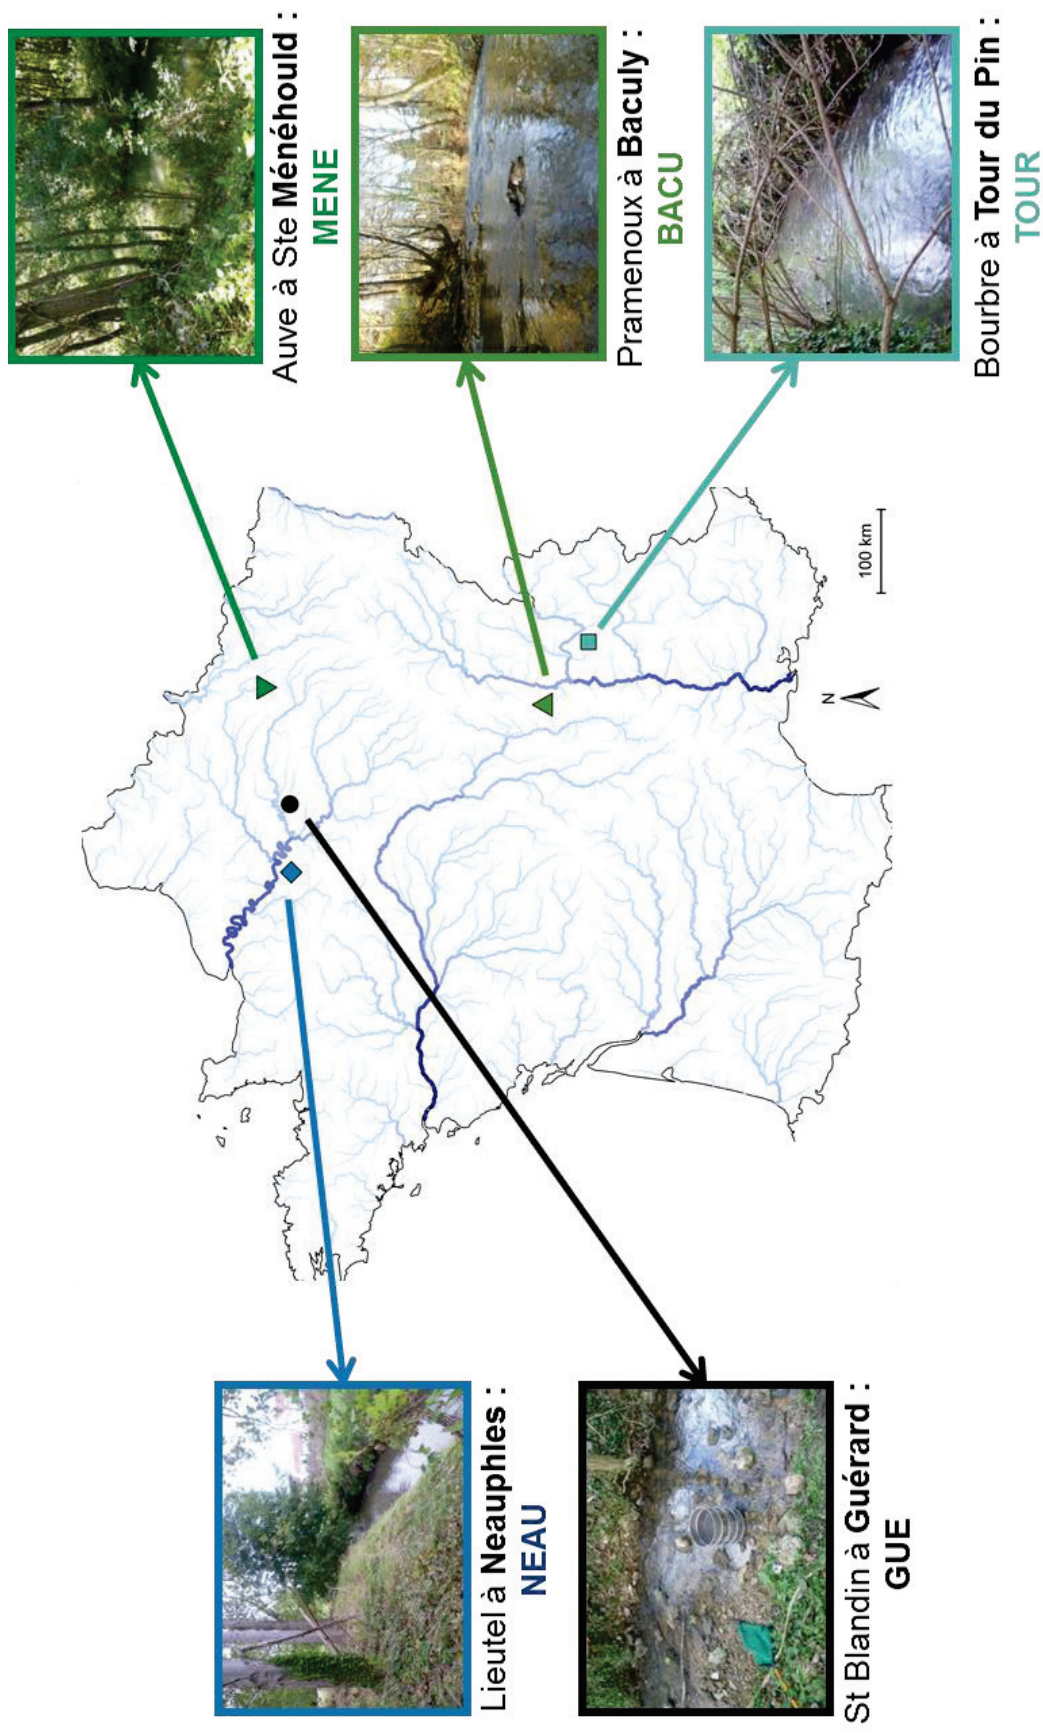 Lieutel à Neauphles :
NEAU
St Blandin à Guérard :
GUE
100 km
N
Auve à Ste Ménéhould :
MENE
Pramenoux à Baculy :
BACU
Bourbre à Tour du Pin :
TOUR